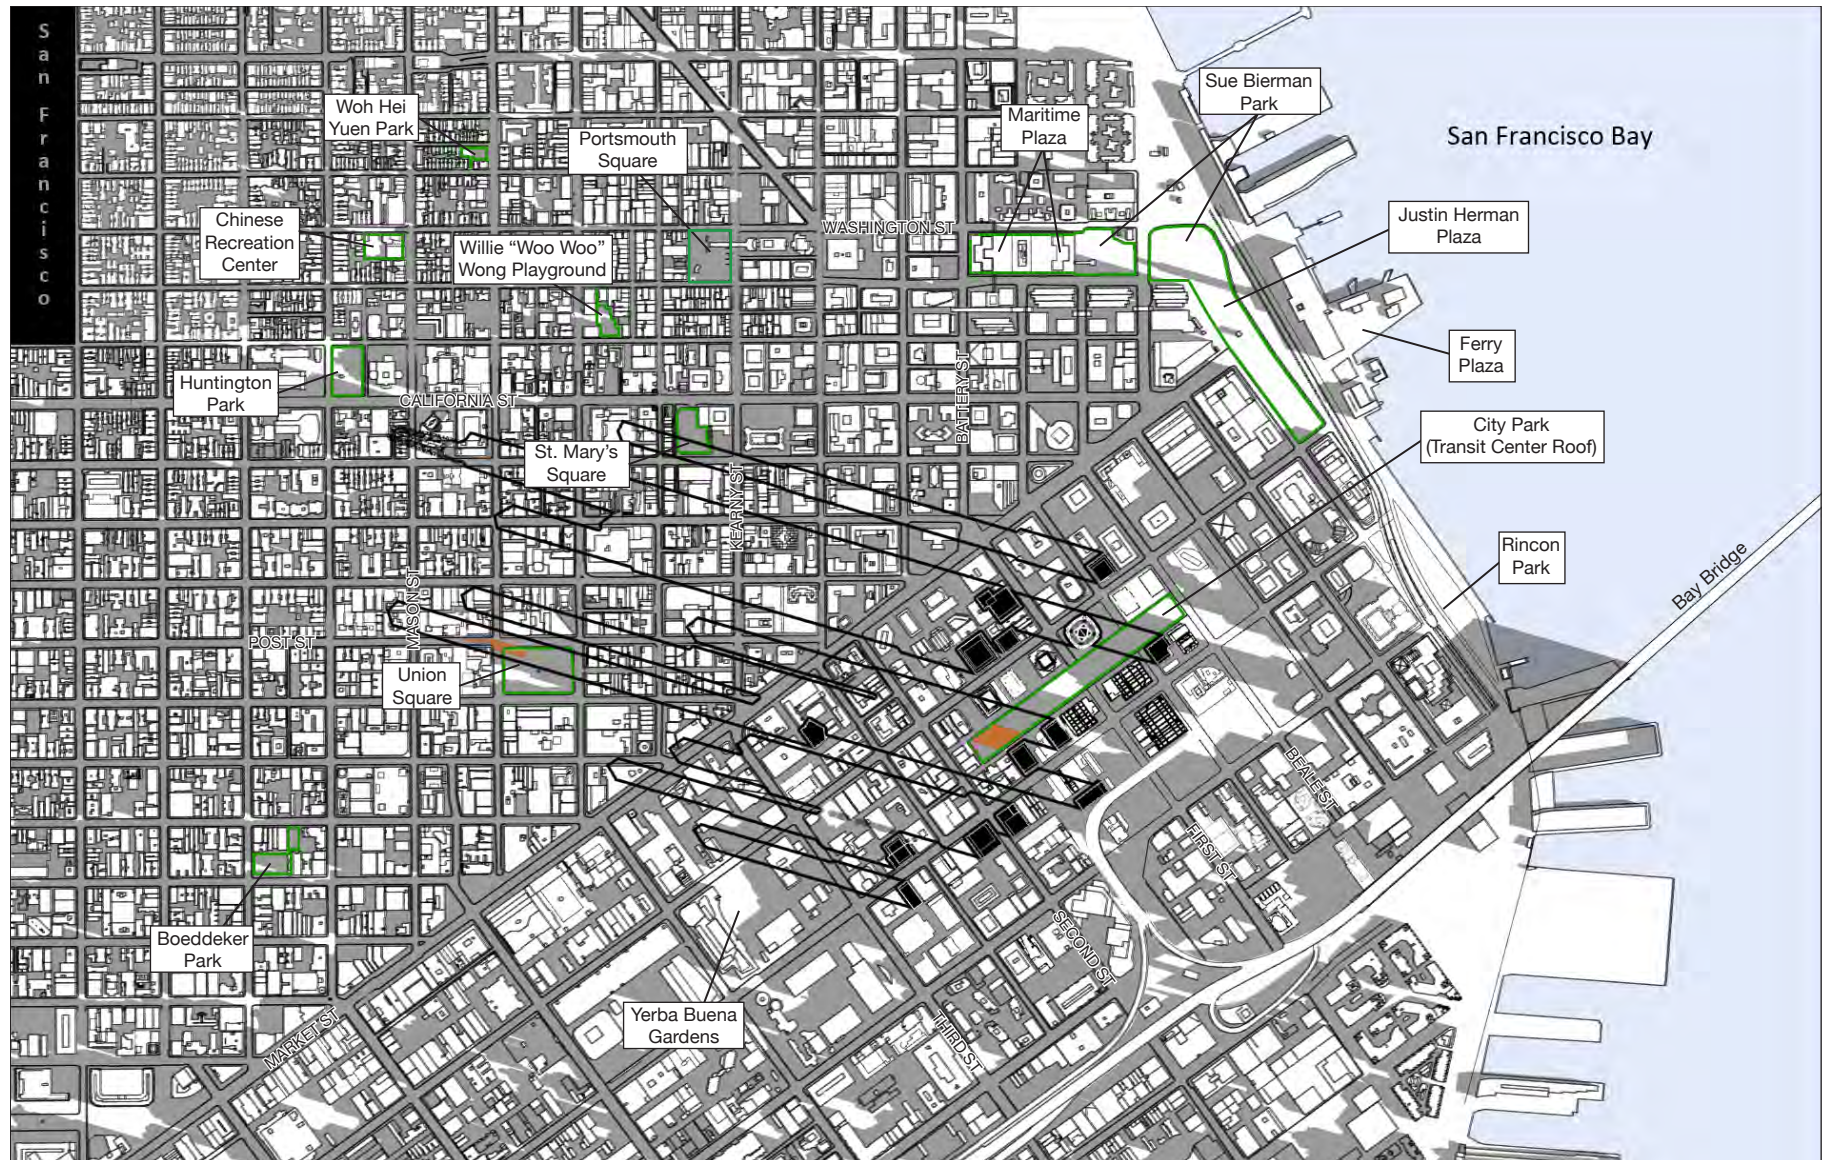 San Francisco
Woh Hei
Yuen Park
Portsmouth
Square
Maritime
Plaza
Sue Bierman
Park
San Francisco Bay
Chinese
Recreation
Center
Willie “Woo Woo”
Wong Playground
WASHINGTON ST
Justin Herman
Plaza
Ferry
Plaza
Huntington
Park
CALIFORNIA ST
BATTERY ST
City Park
(Transit Center Roof)
St. Mary’s
Square
KEARNY ST
Rincon
Park
Bay Bridge
MASON ST
POST ST
Union
Square
BEALE ST
FIRST ST
Boeddeker
Park
SECOND ST
Yerba Buena
Gardens
MARKET ST
THIRD ST